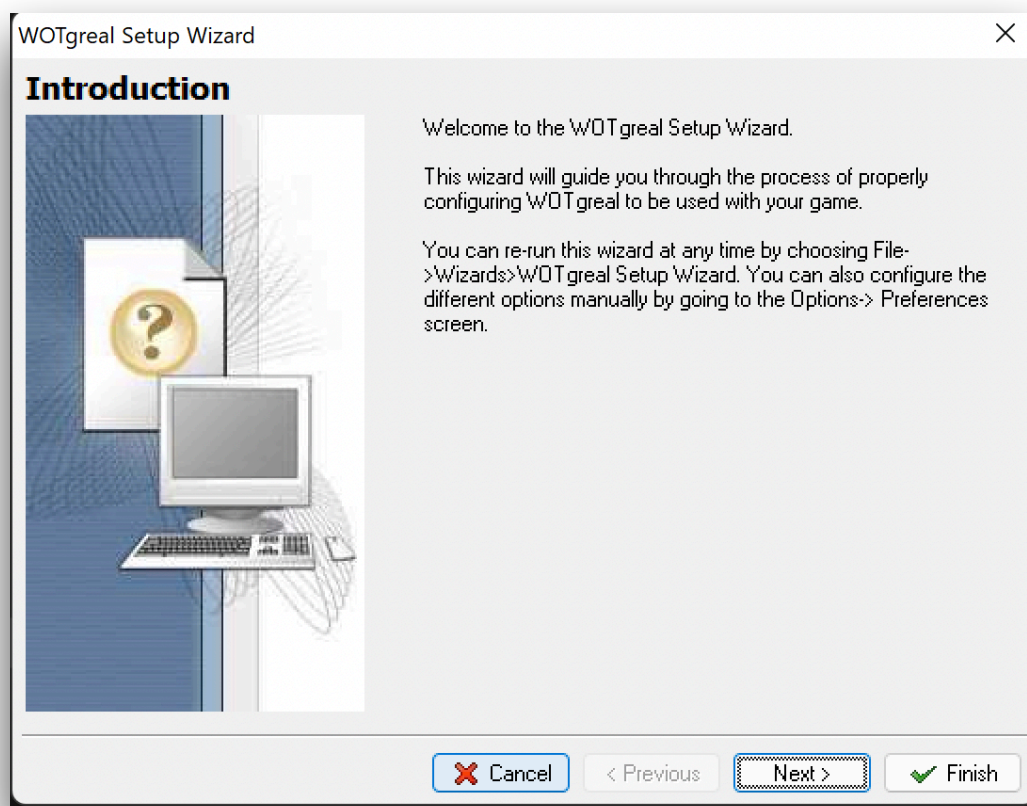 WOTgreal Setup Wizard
Introduction
Welcome to the WOTgreal Setup Wizard.
This wizard will guide you through the process of properly
configuring WOTgreal to be used with your game.
You can re-run this wizard at any time by choosing File-
>Wizards>WOTgreal Setup Wizard. You can also configure the
different options manually by going to the Options-> Preferences
screen.
?
Cancel
< Previous
Next >
Finish